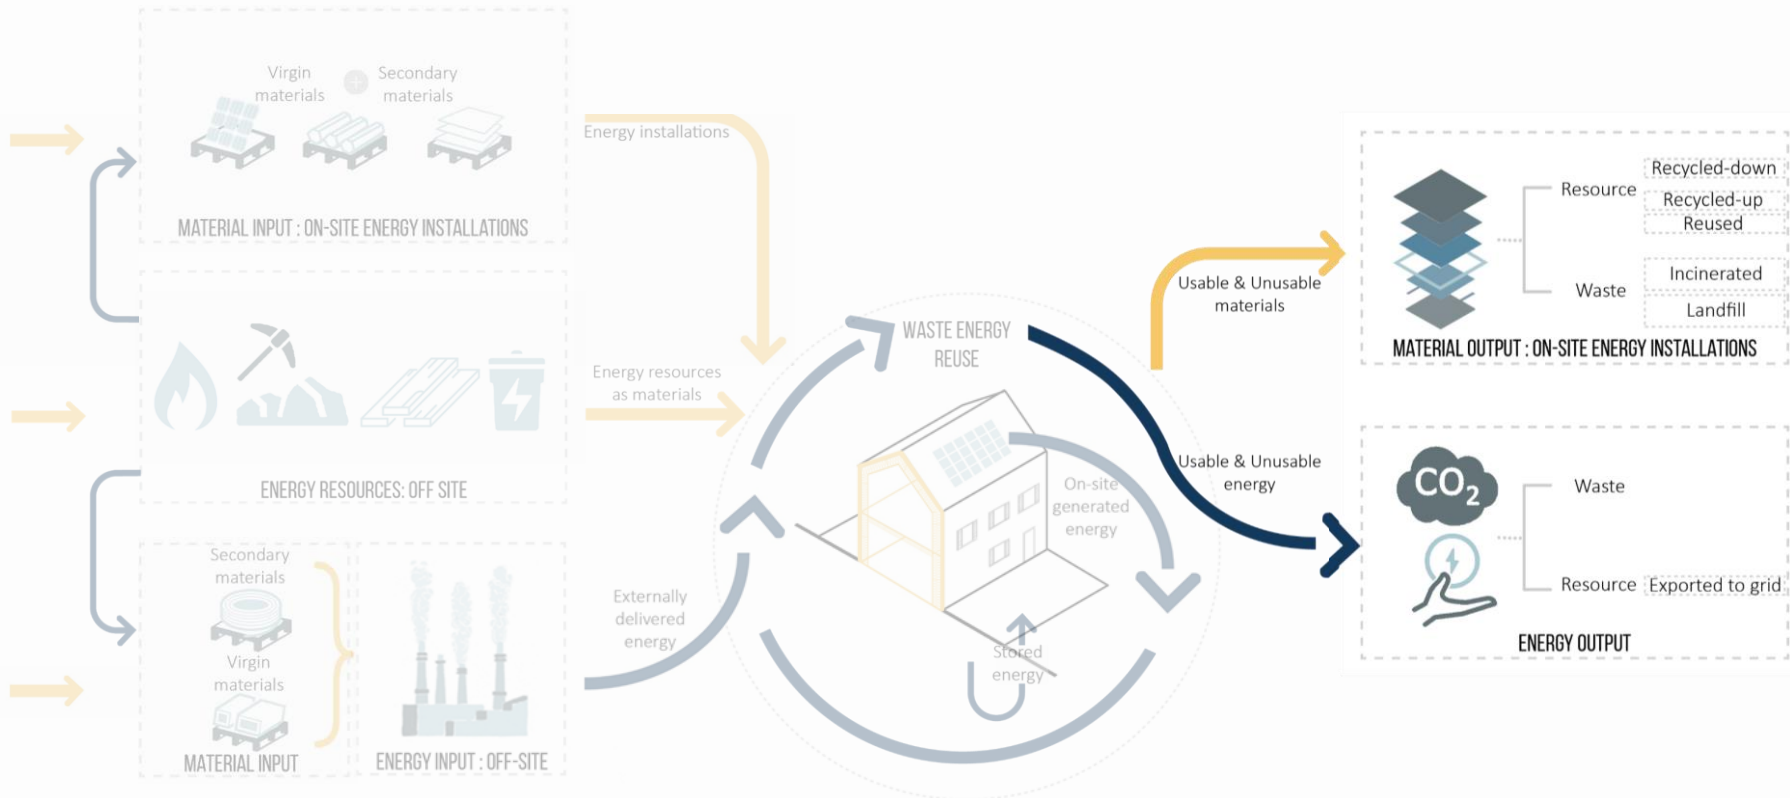 Virgin
materials
Secondary
materials
MATERIAL INPUT : ON-SITE ENERGY INSTALLATIONS
Energy installations
ENERGY RESOURCES: OFF SITE
Energy resources
as materials
Secondary
materials
Virgin
materials
MATERIAL INPUT
ENERGY INPUT : OFF-SITE
Externally
delivered
energy
WASTE ENERGY
REUSE
On-site
generated
energy
Stored
energy
Usable & Unusable
materials
Usable & Unusable
energy
Resource
Recycled-down
Recycled-up
Reused
Waste
Incinerated
Landfill
MATERIAL OUTPUT : ON-SITE ENERGY INSTALLATIONS
CO2
Waste
Resource
Exported to grid
ENERGY OUTPUT